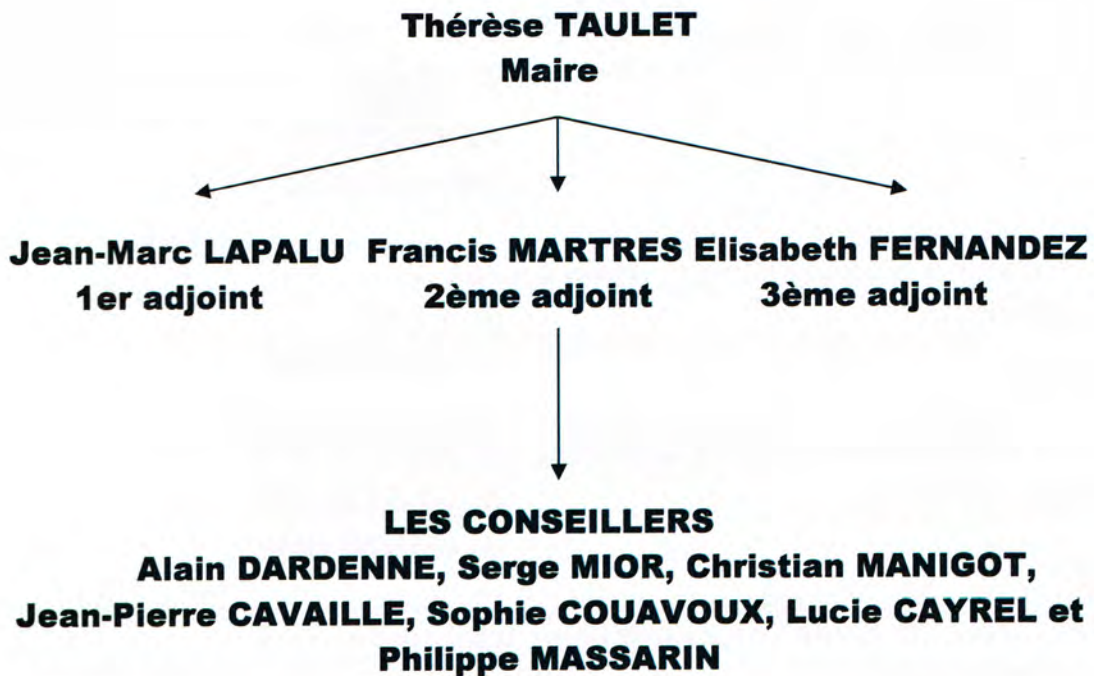 Thérèse TAULET
Maire
Jean-Marc LAPALU Francis MARTRES Elisabeth FERNANDEZ
1er adjoint 2ème adjoint 3ème adjoint
LES CONSEILLERS
Alain DARDENNE, Serge MIOR, Christian MANIGOT,
Jean-Pierre CAVAILLE, Sophie COUAVOUX, Lucie CAYREL et
Philippe MASSARIN